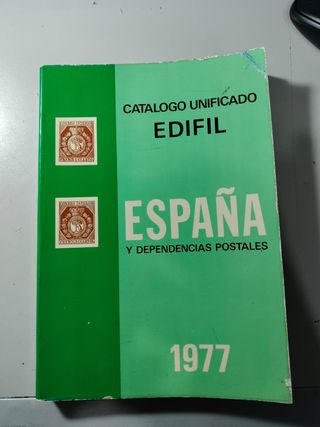 CATALOGO UNIFICADO
EDIFIL
ESPAÑA
Y DEPENDENCIAS POSTALES
1977